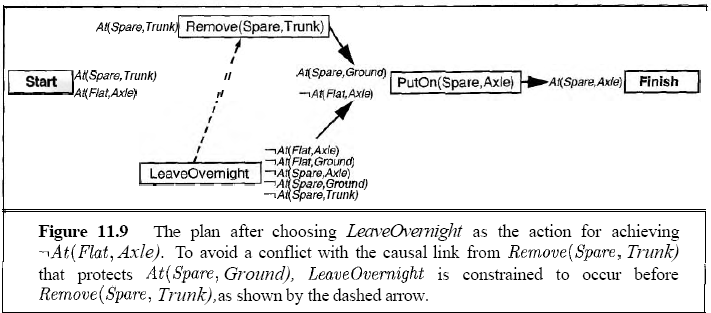 At(Spare,Trunk) Remove(Spare,Trunk)
Start At(Spare,Trunk)
At(Flat,Axle)
At(Spare,Ground)
¬At(Flat,Axle)
PutOn(Spare,Axle) At(Spare,Axle) Finish
LeaveOvernight
¬At(Flat,Axle)
¬At(Flat,Ground)
¬At(Spare,Axle)
¬At(Spare,Ground)
¬At(Spare,Trunk)
Figure 11.9 The plan after choosing LeaveOvernight as the action for achieving
¬At(Flat, Axle). To avoid a conflict with the causal link from Remove(Spare, Trunk)
that protects At(Spare, Ground), LeaveOvernight is constrained to occur before
Remove(Spare, Trunk),as shown by the dashed arrow.